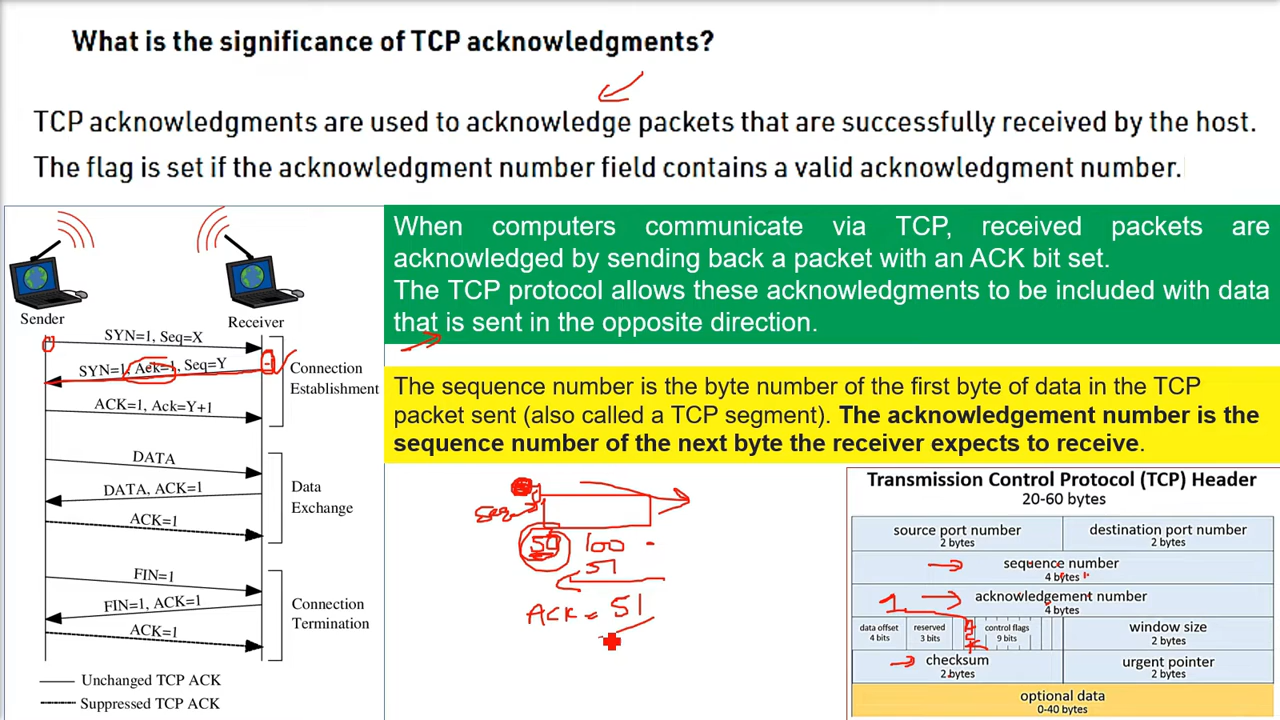 What is the significance of TCP acknowledgments?
TCP acknowledgments are used to acknowledge packets that are successfully received by the host.
The flag is set if the acknowledgment number field contains a valid acknowledgment number.
When computers communicate via TCP, received packets are
acknowledged by sending back a packet with an ACK bit set.
The TCP protocol allows these acknowledgments to be included with data
that is sent in the opposite direction.
The sequence number is the byte number of the first byte of data in the TCP
packet sent (also called a TCP segment). The acknowledgement number is the
sequence number of the next byte the receiver expects to receive.
Sender
Receiver
SYN=1, Seq=X
SYN=1, Ack=1, Seq=Y
ACK=1, Ack=Y+1
Connection
Establishment
DATA
DATA, ACK=1
ACK=1
Data
Exchange
FIN=1
FIN=1, ACK=1
ACK=1
Connection
Termination
Unchanged TCP ACK
Suppressed TCP ACK
Seq
50 100
51
ACK = 51
Transmission Control Protocol (TCP) Header
20-60 bytes
source port number
2 bytes
destination port number
2 bytes
sequence number
4 bytes
1
acknowledgement number
4 bytes
data offset
4 bits
reserved
3 bits
control flags
9 bits
window size
2 bytes
checksum
2 bytes
urgent pointer
2 bytes
optional data
0-40 bytes